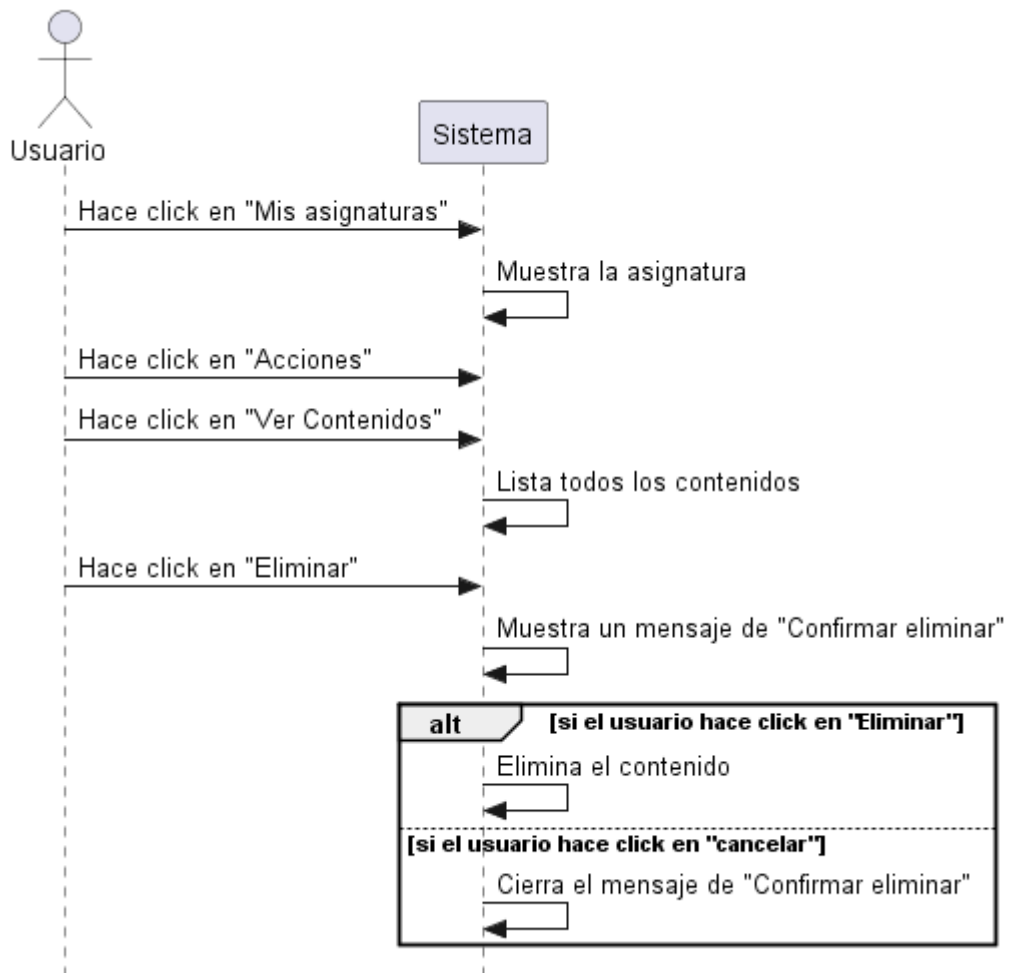 Usuario
Sistema
Hace click en "Mis asignaturas"
Muestra la asignatura
Hace click en "Acciones"
Hace click en "Ver Contenidos"
Lista todos los contenidos
Hace click en "Eliminar"
Muestra un mensaje de "Confirmar eliminar"
alt [si el usuario hace click en "Eliminar"]
Elimina el contenido
[si el usuario hace click en "cancelar"]
Cierra el mensaje de "Confirmar eliminar"